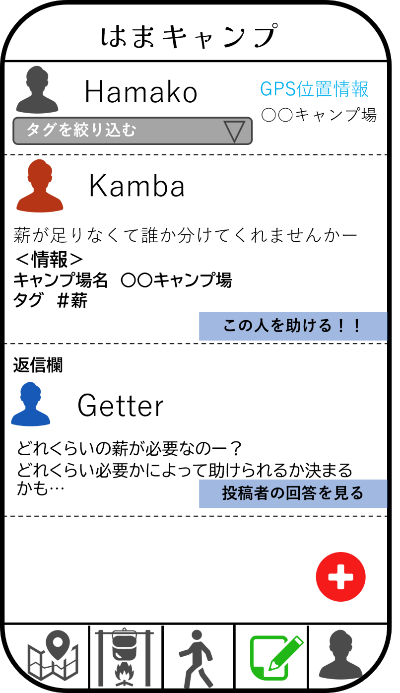 はまキャンプ
Hamako
GPS位置情報
〇〇キャンプ場
タグを絞り込む
Kamba
薪が足りなくて誰か分けてくれませんかー
＜情報＞
キャンプ場名　〇〇キャンプ場
タグ　＃薪
この人を助ける！！
返信欄
Getter
どれくらいの薪が必要なのー？
どれくらい必要かによって助けられるか決まる
かも…
投稿者の回答を見る